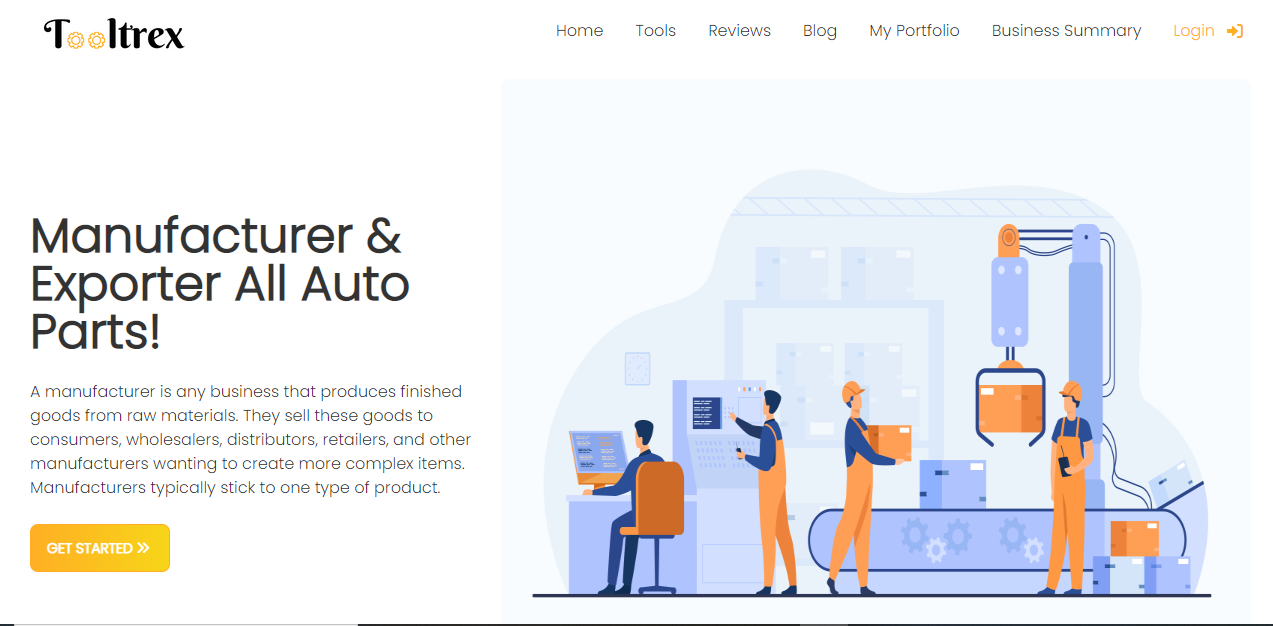 Tooltrex
Home Tools Reviews Blog My Portfolio Business Summary Login
Manufacturer &
Exporter All Auto
Parts!
A manufacturer is any business that produces finished
goods from raw materials. They sell these goods to
consumers, wholesalers, distributors, retailers, and other
manufacturers wanting to create more complex items.
Manufacturers typically stick to one type of product.
GET STARTED »